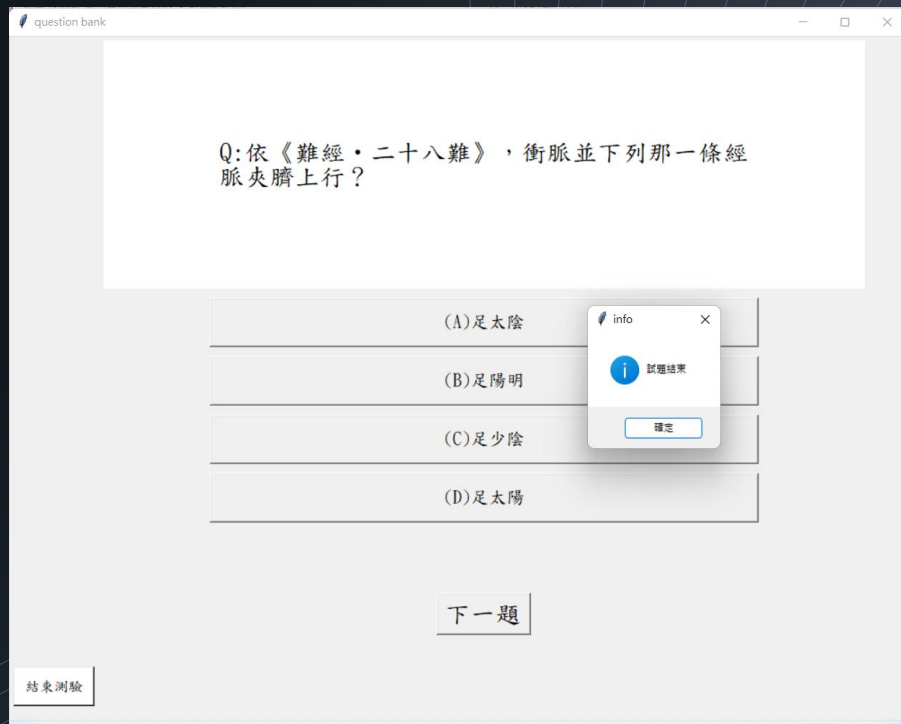 question bank
Q:依《難經‧二十八難》，衝脈並下列那一條經
脈夾臍上行？
(A)足太陰
info
試題結束
(B)足陽明
確定
(C)足少陰
(D)足太陽
下一題
結束測驗